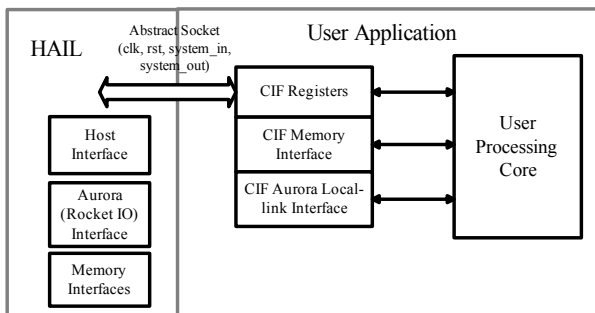 HAIL
Abstract Socket
(clk, rst, system_in,
system_out)
User Application
Host
Interface
Aurora
(Rocket IO)
Interface
Memory
Interfaces
CIF Registers
CIF Memory
Interface
CIF Aurora Local-
link Interface
User
Processing
Core